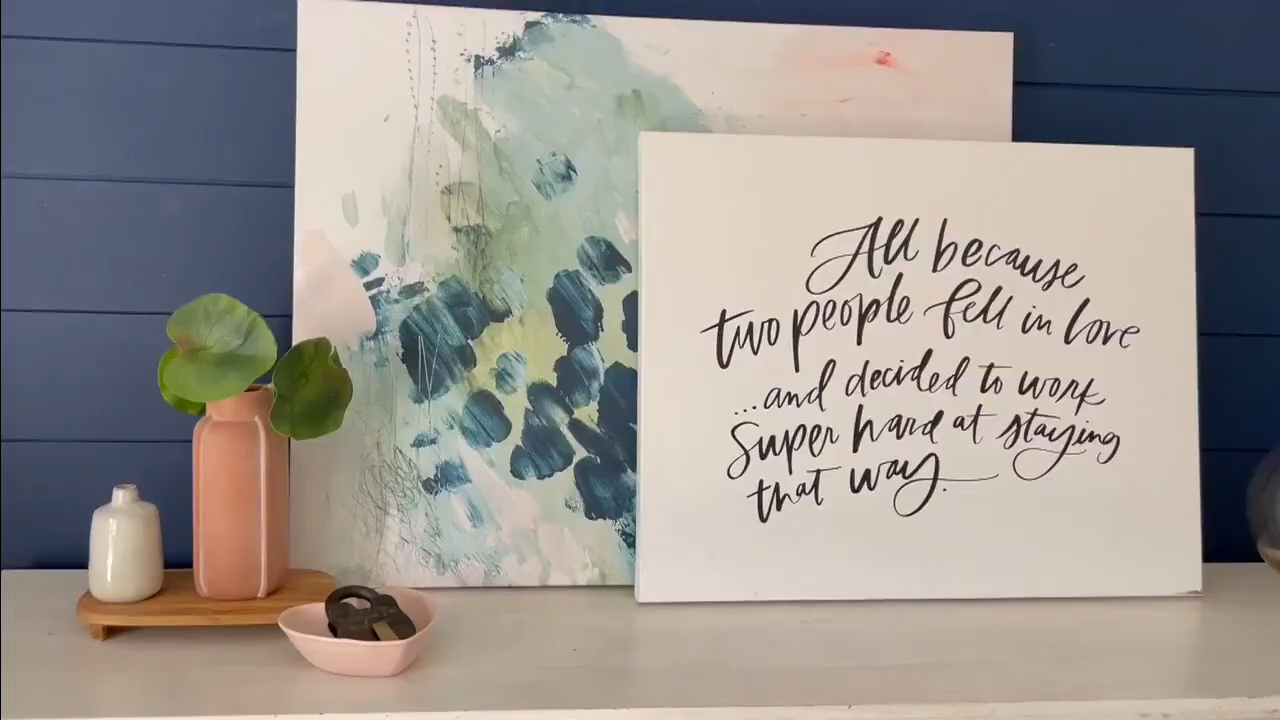 All because
two people fell in love
...and decided to work
super hard at staying
that way.